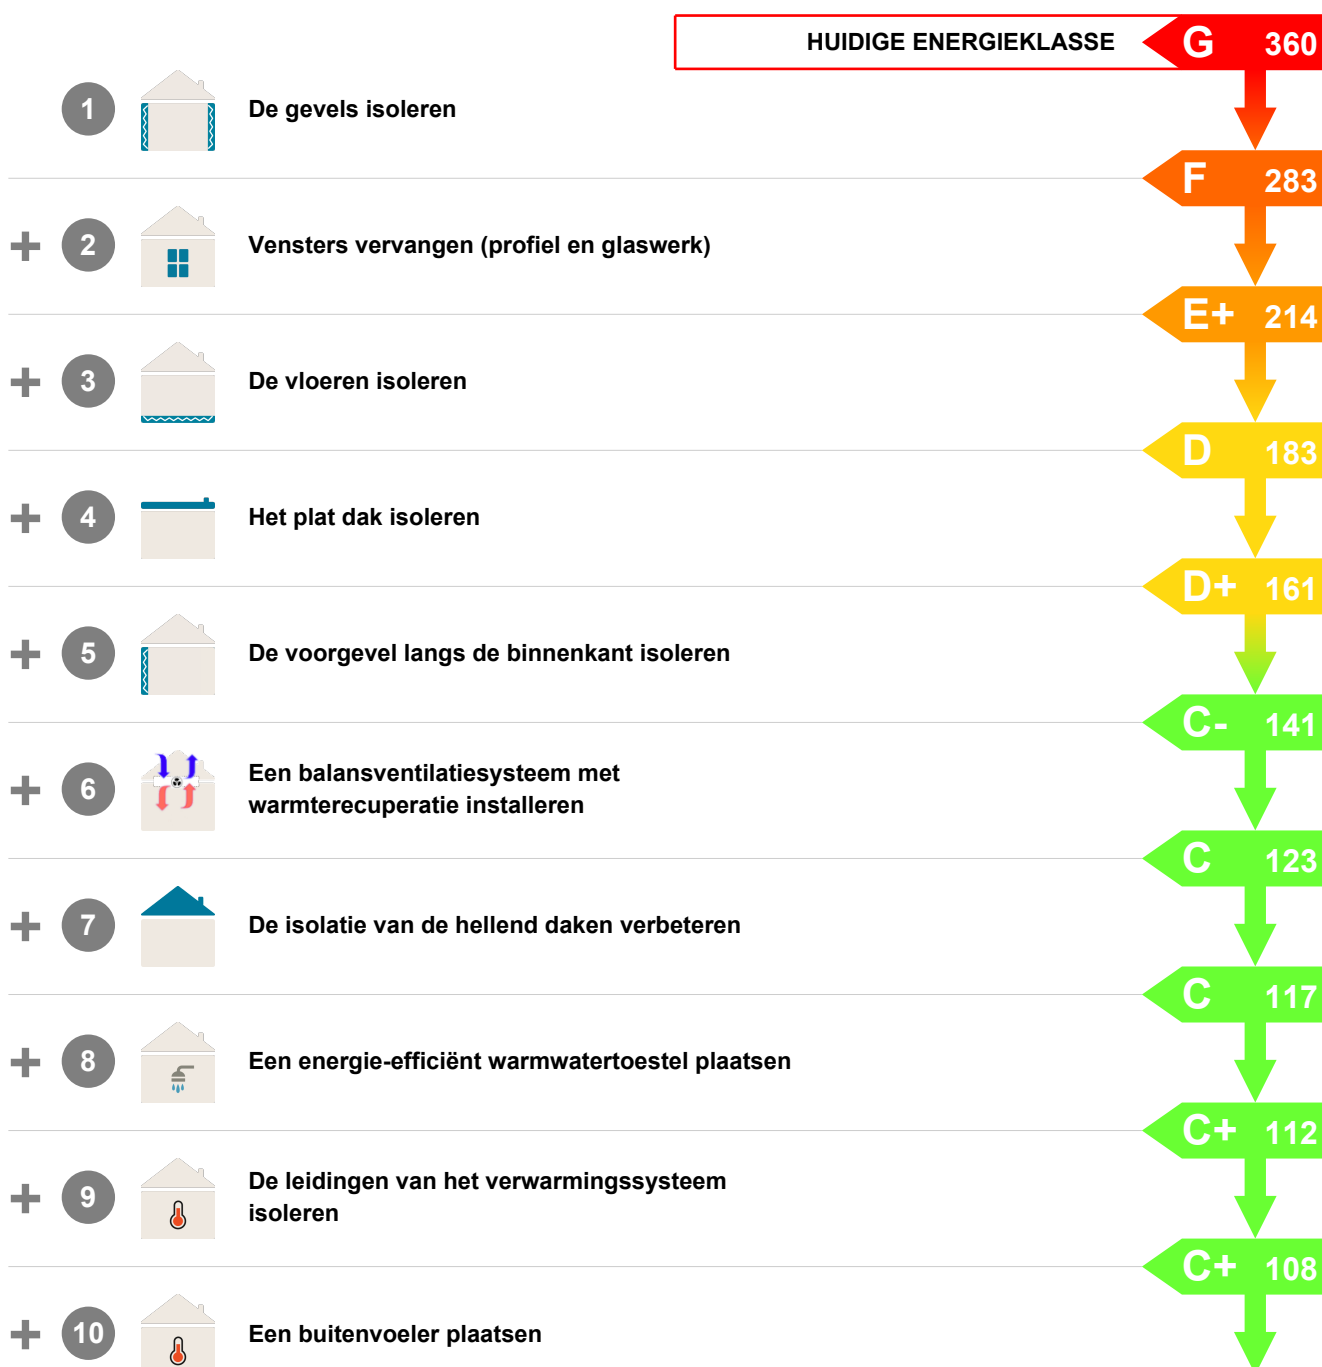 HUIDIGE ENERGIEKLASSE G 360
1 De gevels isoleren
F 283
+ 2 Vensters vervangen (profiel en glaswerk)
E+ 214
+ 3 De vloeren isoleren
D 183
+ 4 Het plat dak isoleren
D+ 161
+ 5 De voorgevel langs de binnenkant isoleren
C- 141
+ 6 Een balansventilatiesysteem met
warmterecuperatie installeren
C 123
+ 7 De isolatie van de hellend daken verbeteren
C 117
+ 8 Een energie-efficiënt warmwatertoestel plaatsen
C+ 112
+ 9 De leidingen van het verwarmingssysteem
isoleren
C+ 108
+ 10 Een buitenvoeler plaatsen